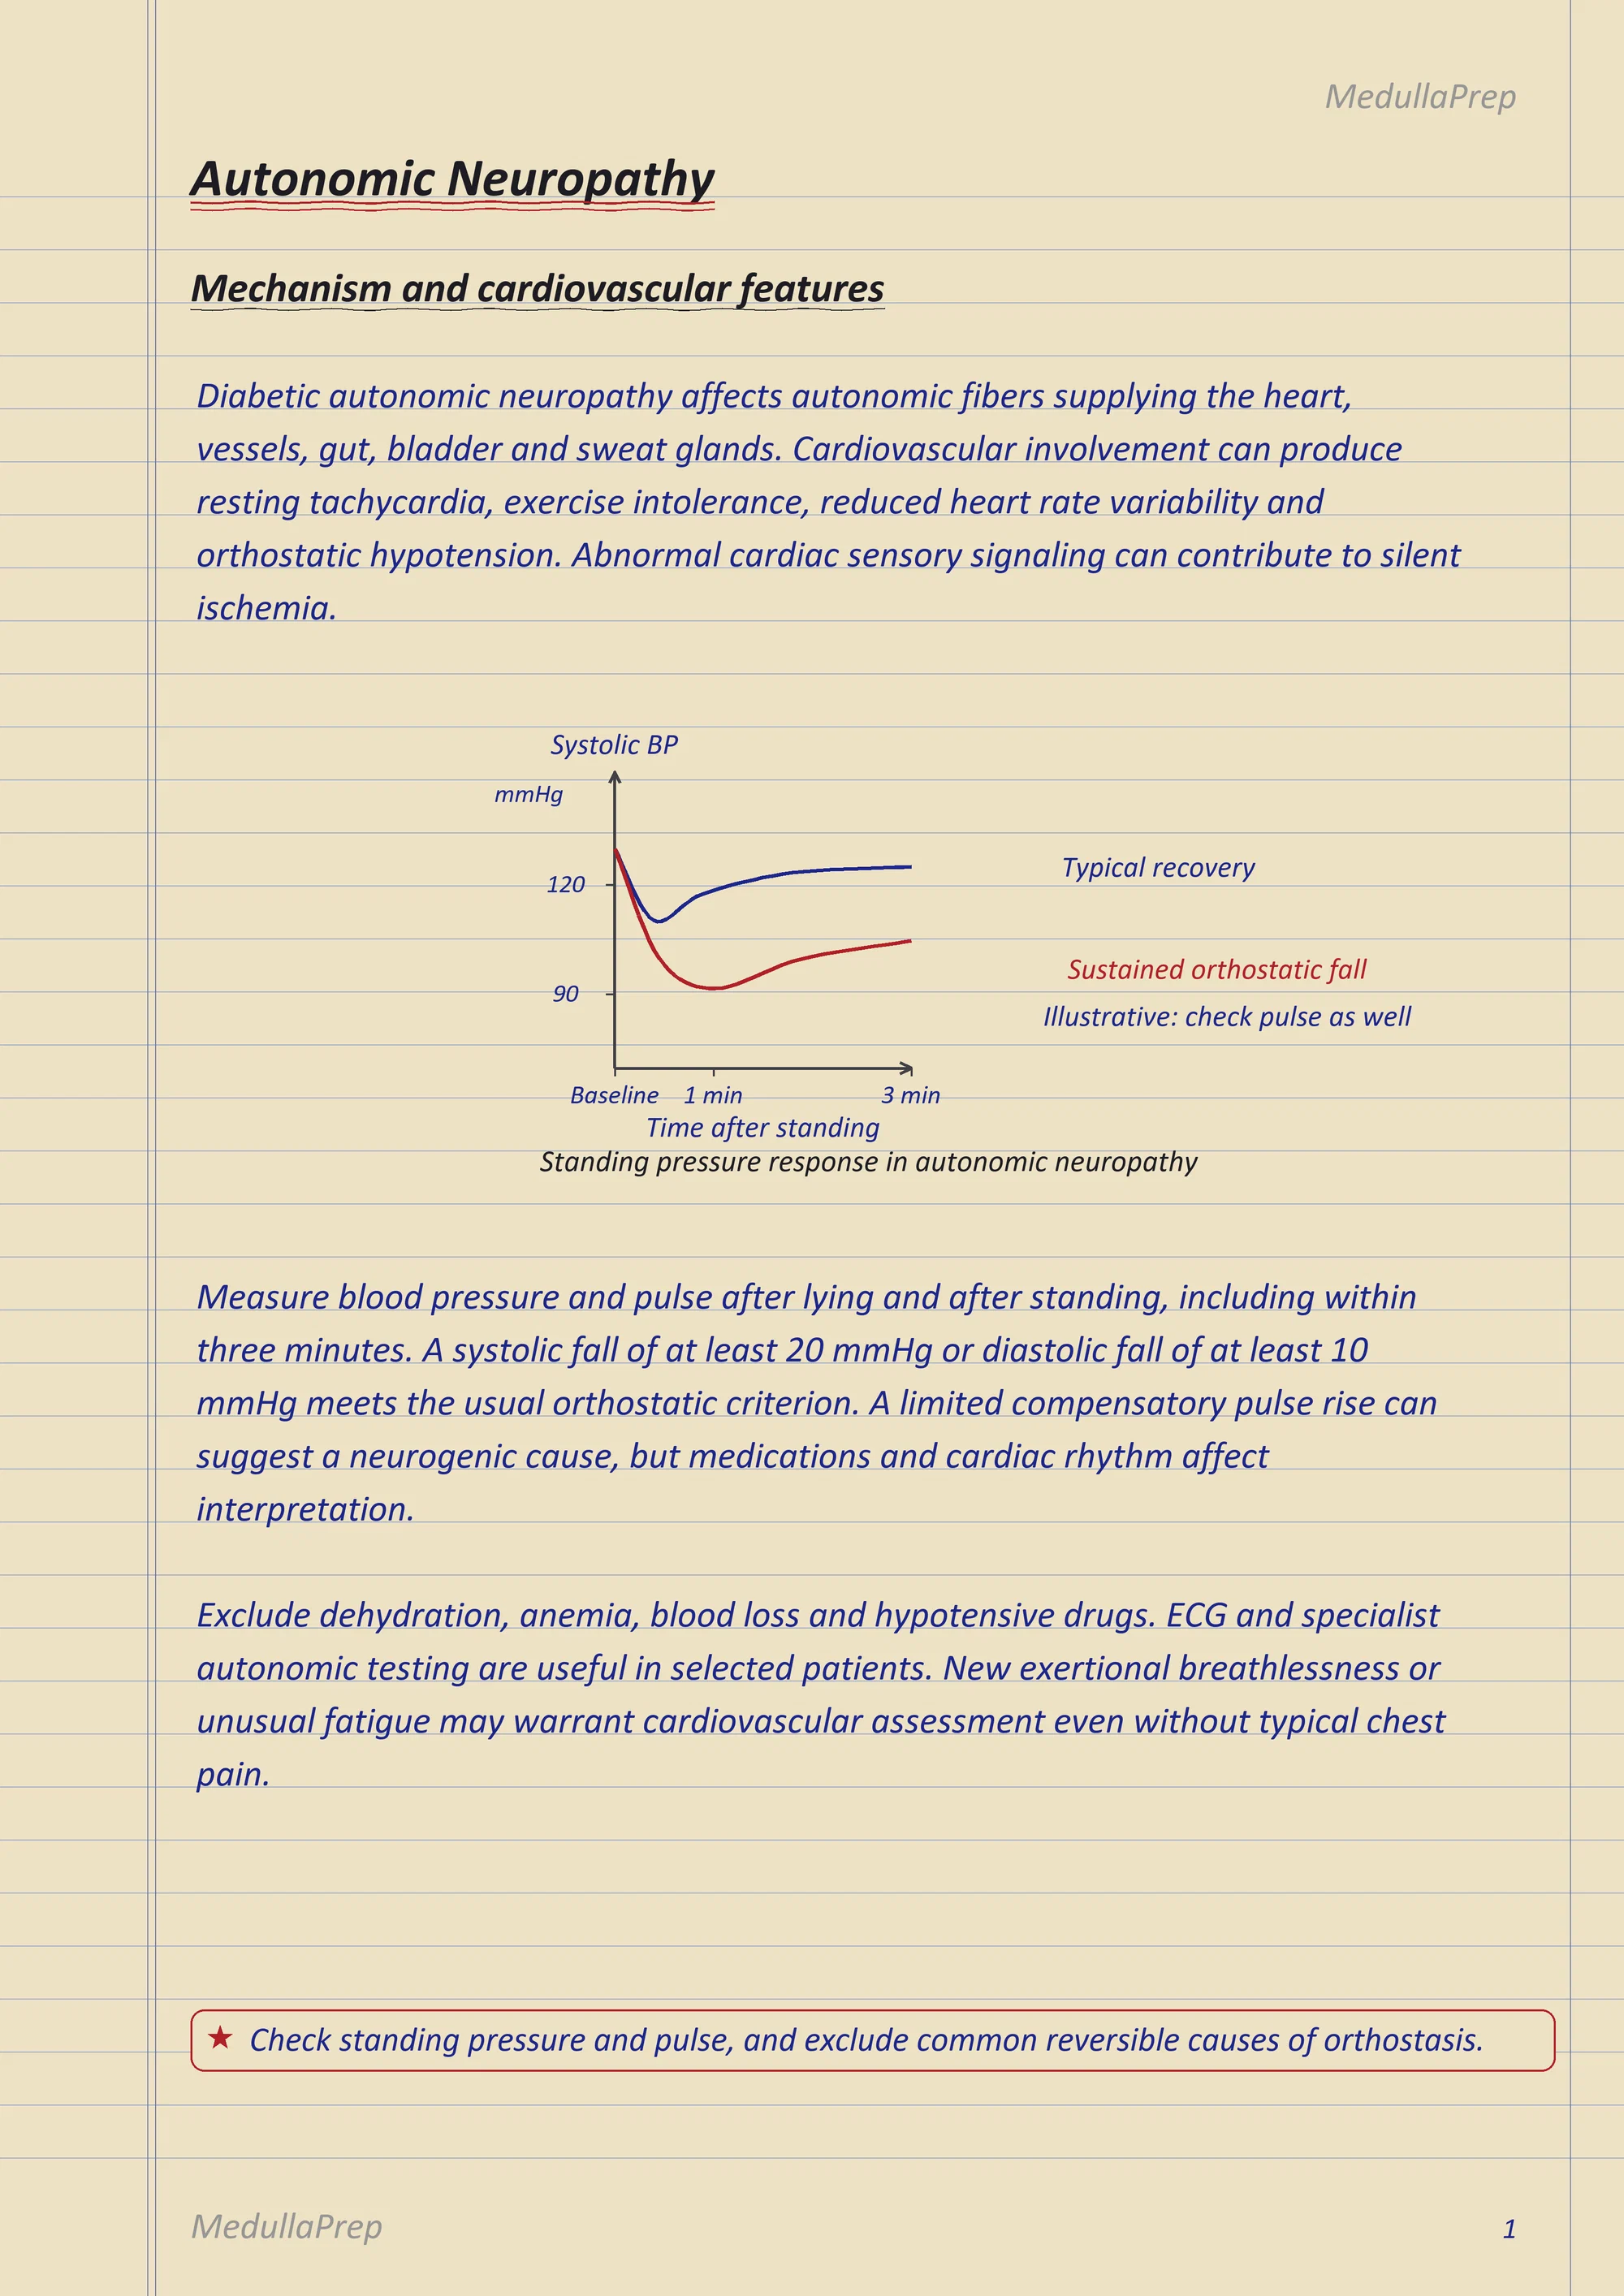 MedullaPrep
Autonomic Neuropathy
Mechanism and cardiovascular features
Diabetic autonomic neuropathy affects autonomic fibers supplying the heart,
vessels, gut, bladder and sweat glands. Cardiovascular involvement can produce
resting tachycardia, exercise intolerance, reduced heart rate variability and
orthostatic hypotension. Abnormal cardiac sensory signaling can contribute to silent
ischemia.
Systolic BP
mmHg
120
90
Typical recovery
Sustained orthostatic fall
Illustrative: check pulse as well
Baseline 1 min 3 min
Time after standing
Standing pressure response in autonomic neuropathy
Measure blood pressure and pulse after lying and after standing, including within
three minutes. A systolic fall of at least 20 mmHg or diastolic fall of at least 10
mmHg meets the usual orthostatic criterion. A limited compensatory pulse rise can
suggest a neurogenic cause, but medications and cardiac rhythm affect
interpretation.
Exclude dehydration, anemia, blood loss and hypotensive drugs. ECG and specialist
autonomic testing are useful in selected patients. New exertional breathlessness or
unusual fatigue may warrant cardiovascular assessment even without typical chest
pain.
★ Check standing pressure and pulse, and exclude common reversible causes of orthostasis.
MedullaPrep
1